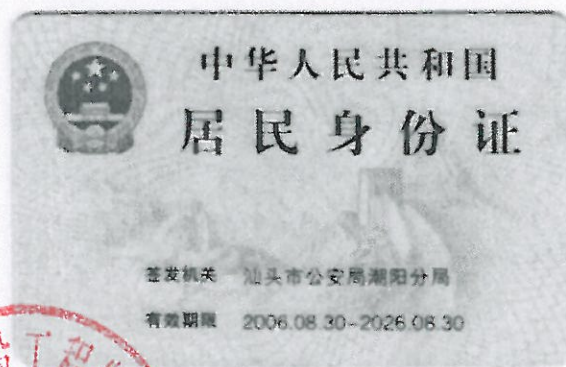 中华人民共和国
居民身份证
签发机关 汕头市公安局潮阳分局
有效期限 2006.08.30-2026.08.30
工